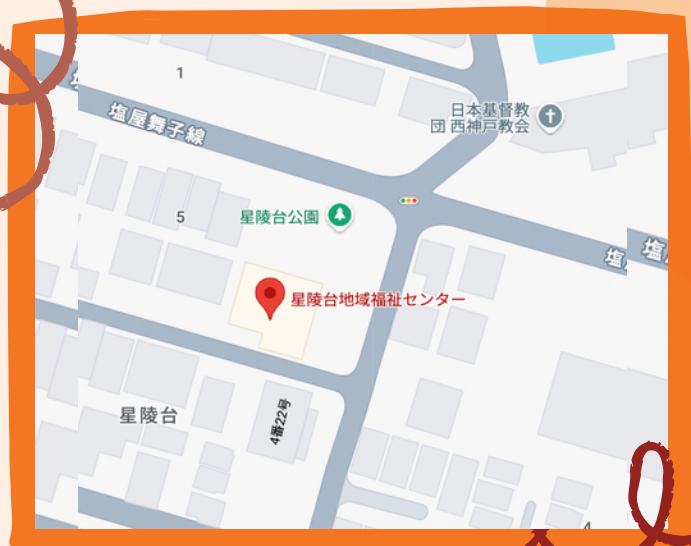 1
塩屋舞子線
日本基督教
団 西神戸教会
5
星陵台公園
塩
塩
星陵台地域福祉センター
星陵台
4番22号
4